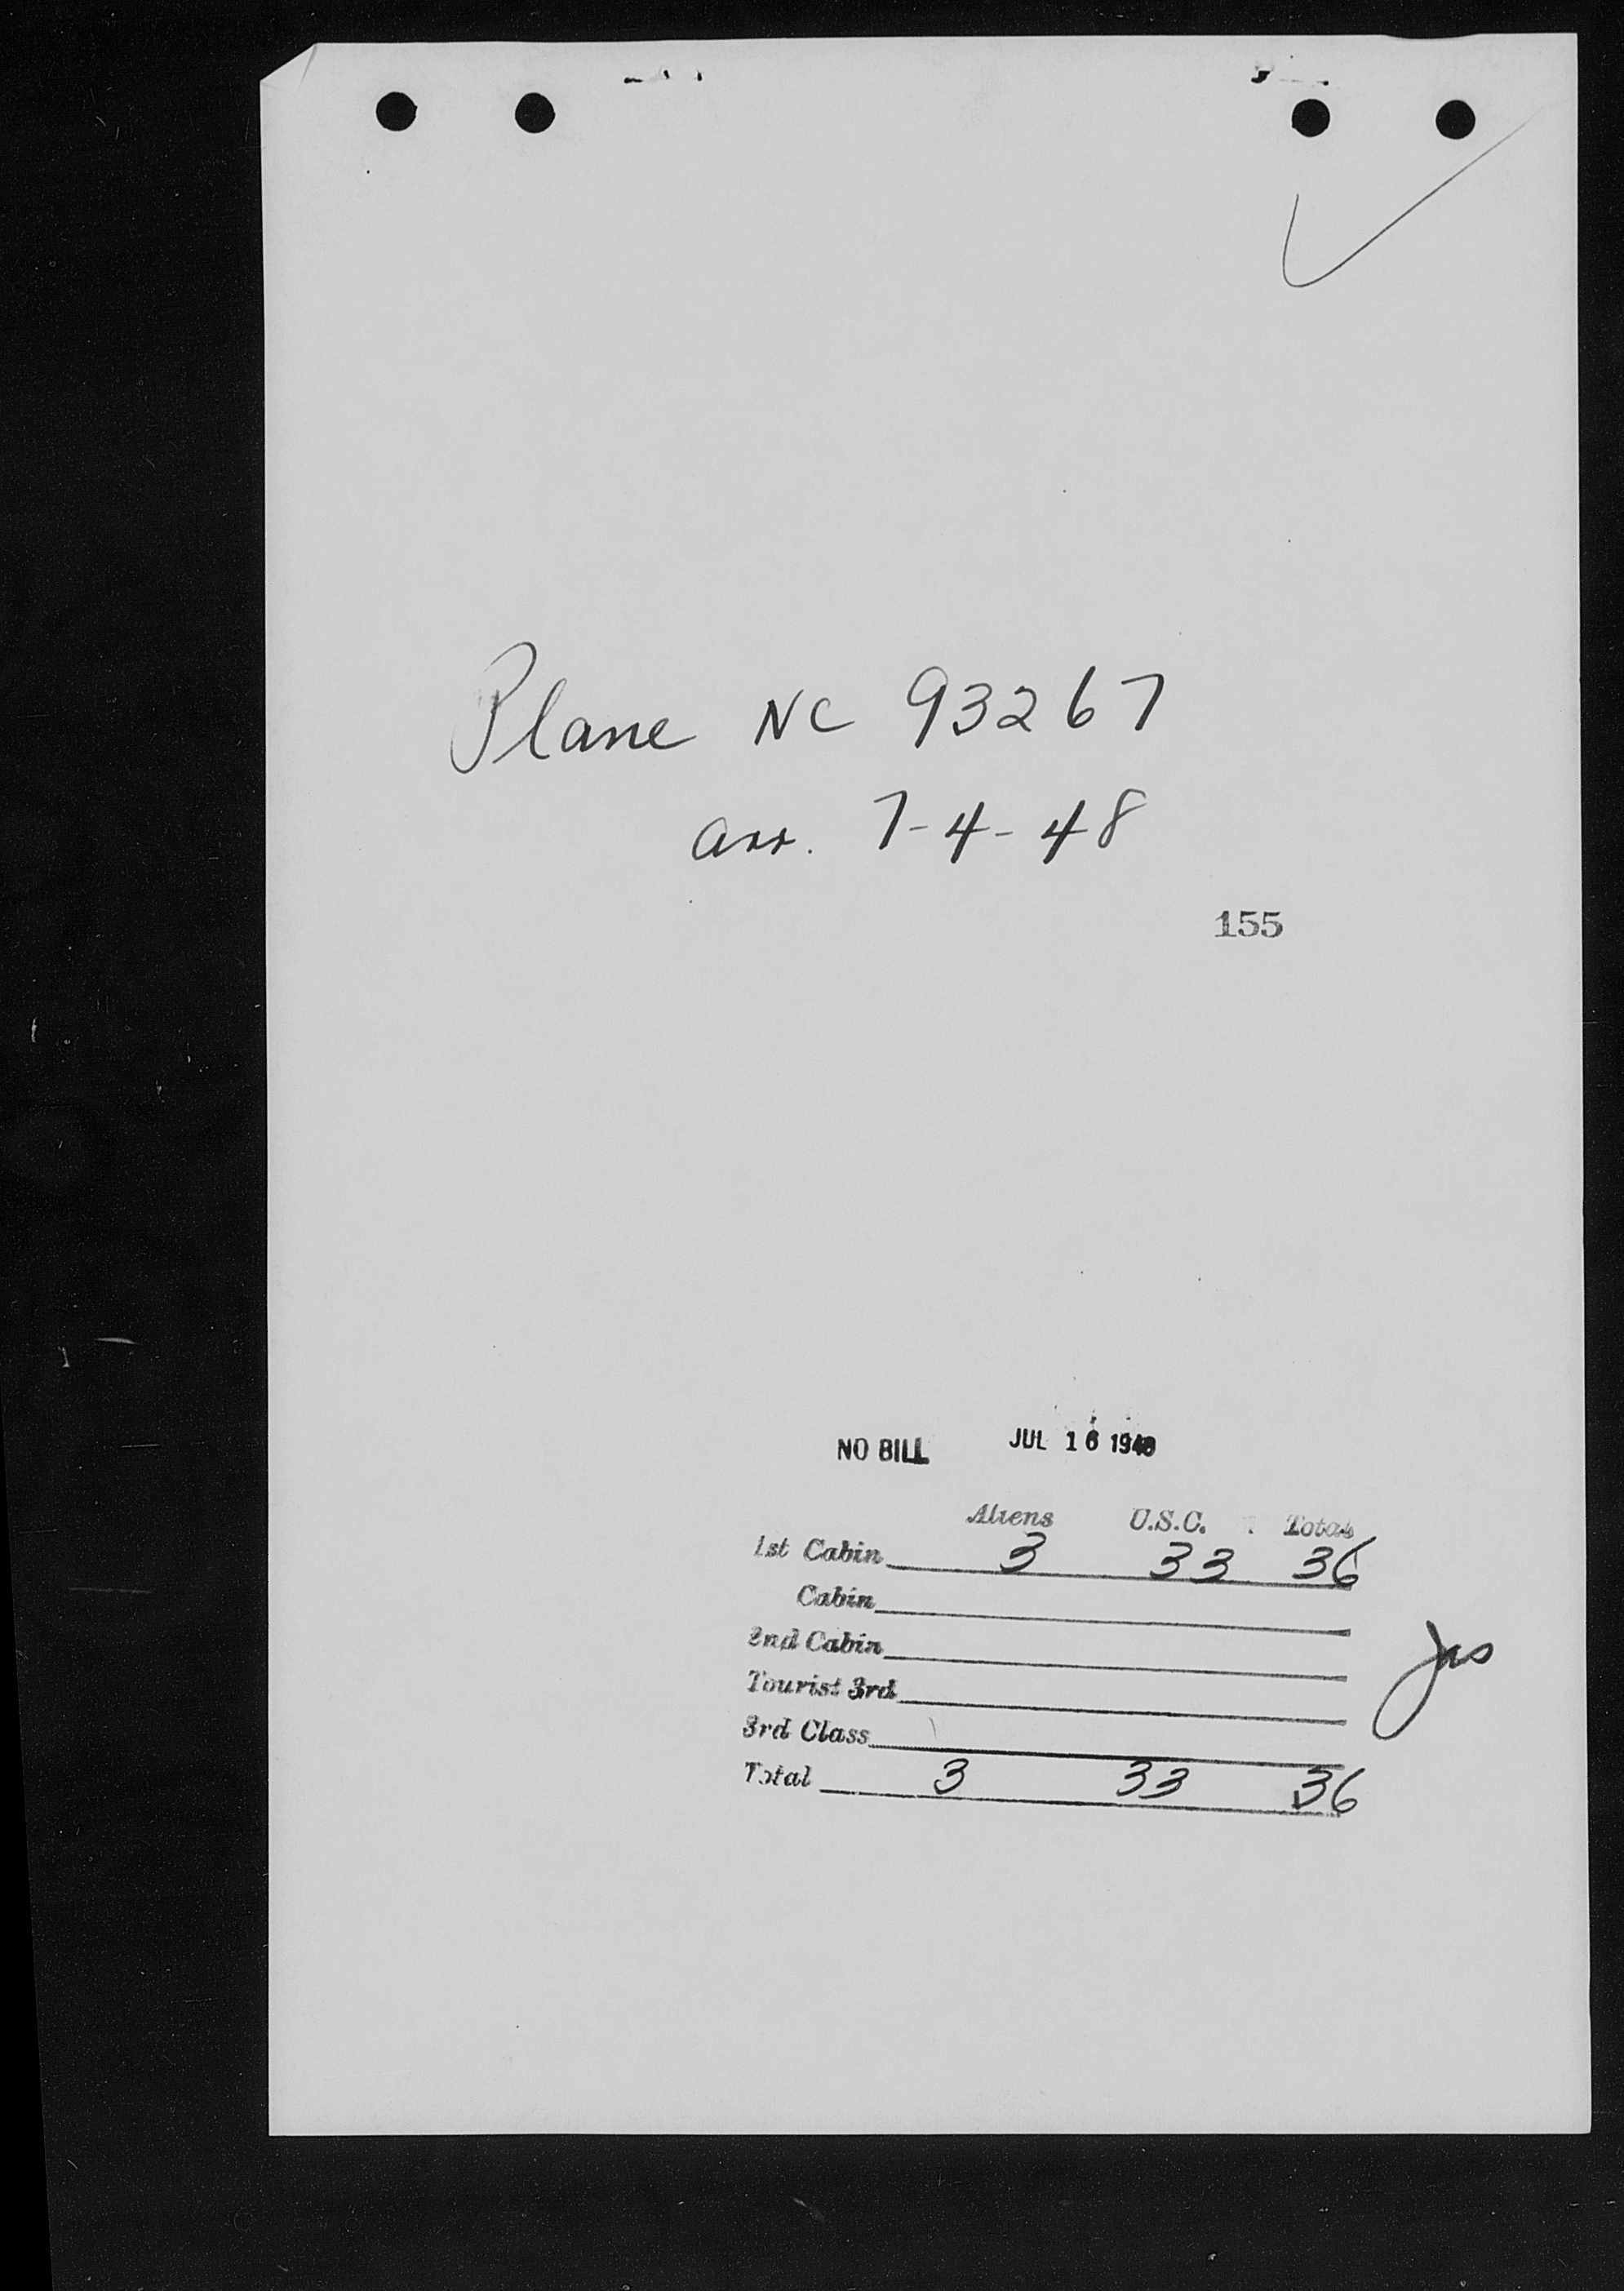 Plane NC 93267
arr. 7-4-48
155
NO BILL JUL 16 1948
Aliens U.S.C. Total
1st Cabin 3 33 36
Cabin
2nd Cabin
Tourist 3rd
3rd Class
Total 3 33 36